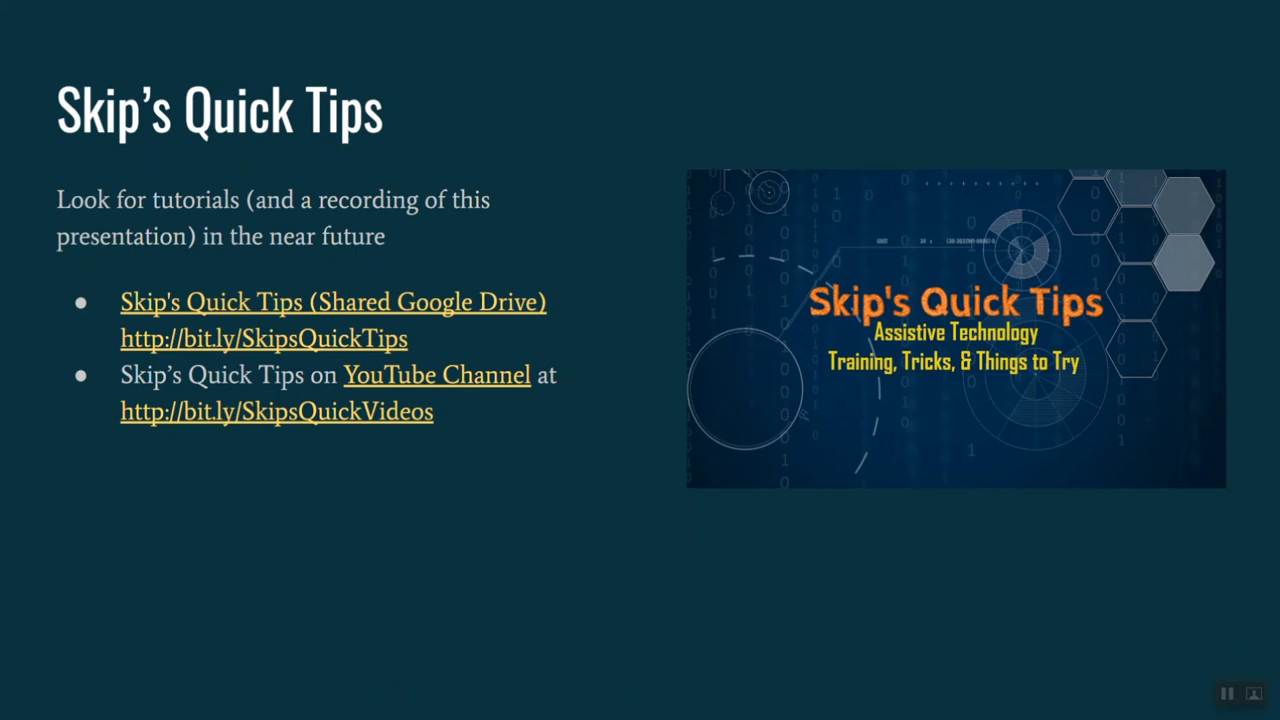 Skip’s Quick Tips
Look for tutorials (and a recording of this
presentation) in the near future
● Skip's Quick Tips (Shared Google Drive)
http://bit.ly/SkipsQuickTips
● Skip’s Quick Tips on YouTube Channel at
http://bit.ly/SkipsQuickVideos
Skip's Quick Tips
Assistive Technology
Training, Tricks, & Things to Try